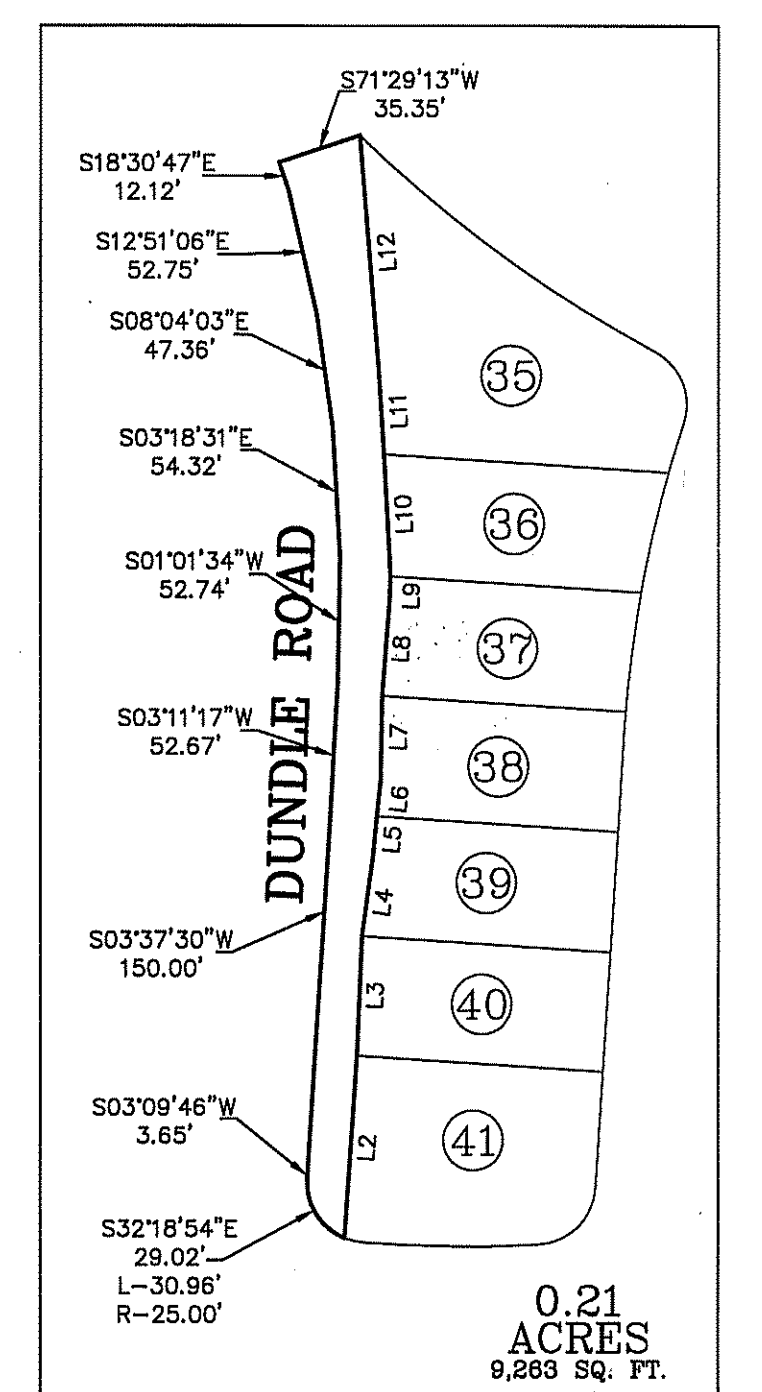 S71°29'13"W
35.35'
S18°30'47"E
12.12'
S12°51'06"E
52.75'
L12
S08°04'03"E
47.36'
35
L11
S03°18'31"E
54.32'
L10
36
S01°01'34"W
52.74'
L9
L8
37
DUNDLE ROAD
S03°11'17"W
52.67'
L7
38
L6
L5
39
L4
S03°37'30"W
150.00'
L3
40
S03°09'46"W
3.65'
L2
41
S32°18'54"E
29.02'
L-30.96'
R-25.00'
0.21
ACRES
9,263 SQ. FT.